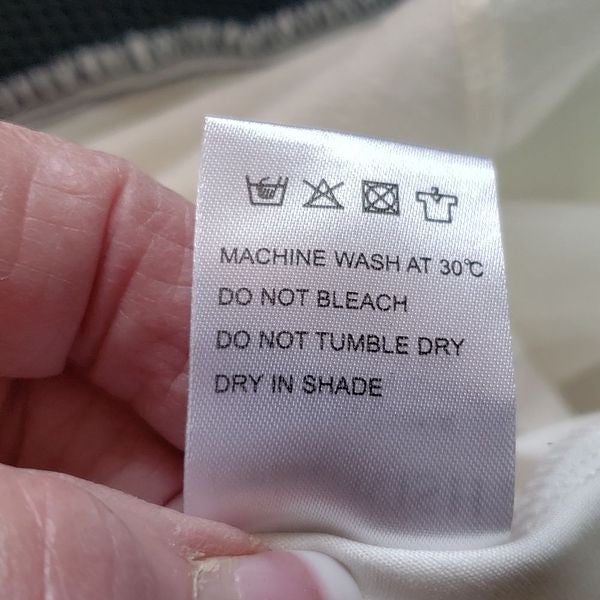 MACHINE WASH AT 30℃
DO NOT BLEACH
DO NOT TUMBLE DRY
DRY IN SHADE